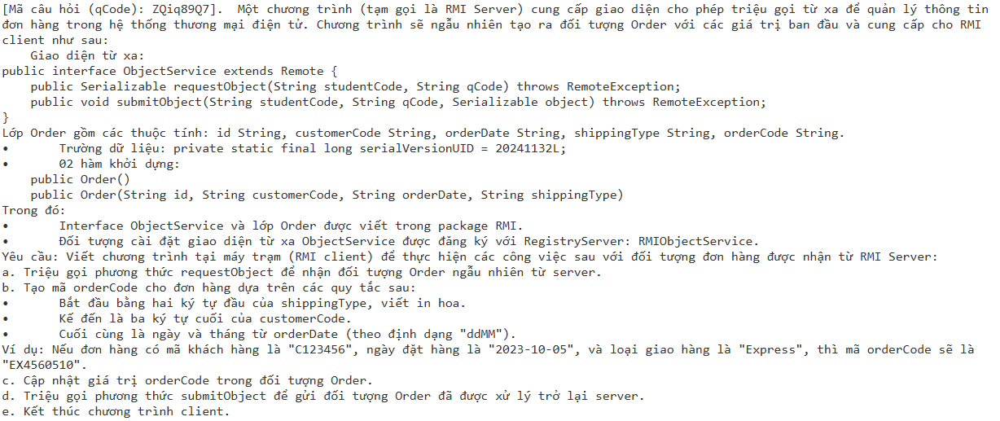 [Mã câu hỏi (qCode): ZQiq89Q7].  Một chương trình (tạm gọi là RMI Server) cung cấp giao diện cho phép triệu gọi từ xa để quản lý thông tin
đơn hàng trong hệ thống thương mại điện tử. Chương trình sẽ ngẫu nhiên tạo ra đối tượng Order với các giá trị ban đầu và cung cấp cho RMI
client như sau:
    Giao diện từ xa:
public interface ObjectService extends Remote {
    public Serializable requestObject(String studentCode, String qCode) throws RemoteException;
    public void submitObject(String studentCode, String qCode, Serializable object) throws RemoteException;
}
Lớp Order gồm các thuộc tính: id String, customerCode String, orderDate String, shippingType String, orderCode String.
•       Trường dữ liệu: private static final long serialVersionUID = 20241132L;
•       02 hàm khởi dựng:
    public Order()
    public Order(String id, String customerCode, String orderDate, String shippingType)
Trong đó:
•       Interface ObjectService và lớp Order được viết trong package RMI.
•       Đối tượng cài đặt giao diện từ xa ObjectService được đăng ký với RegistryServer: RMIObjectService.
Yêu cầu: Viết chương trình tại máy trạm (RMI client) để thực hiện các công việc sau với đối tượng đơn hàng được nhận từ RMI Server:
a. Triệu gọi phương thức requestObject để nhận đối tượng Order ngẫu nhiên từ server.
b. Tạo mã orderCode cho đơn hàng dựa trên các quy tắc sau:
•       Bắt đầu bằng hai ký tự đầu của shippingType, viết in hoa.
•       Kế đến là ba ký tự cuối của customerCode.
•       Cuối cùng là ngày và tháng từ orderDate (theo định dạng "ddMM").
Ví dụ: Nếu đơn hàng có mã khách hàng là "C123456", ngày đặt hàng là "2023-10-05", và loại giao hàng là "Express", thì mã orderCode sẽ là
"EX4560510".
c. Cập nhật giá trị orderCode trong đối tượng Order.
d. Triệu gọi phương thức submitObject để gửi đối tượng Order đã được xử lý trở lại server.
e. Kết thúc chương trình client.